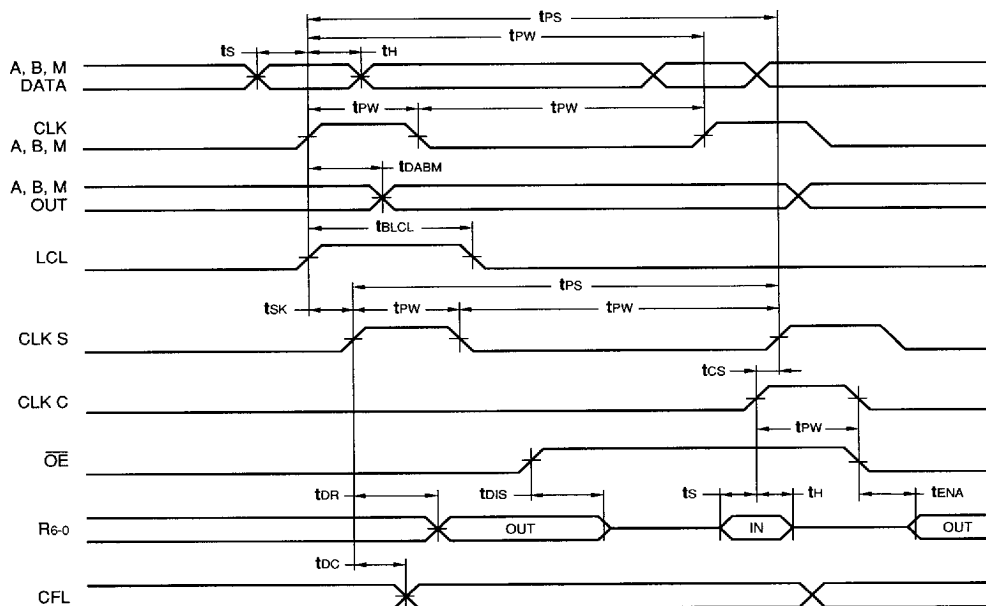 tPS
tPW
tS tH
A, B, M
DATA
tPW tPW
CLK
A, B, M
tDABM
A, B, M
OUT
tBLCL
LCL
tPS
tSK tPW tPW
CLK S
tCS
CLK C
tPW
OE
tDR tDIS tS tH tENA
R6-0 OUT IN OUT
tDC
CFL